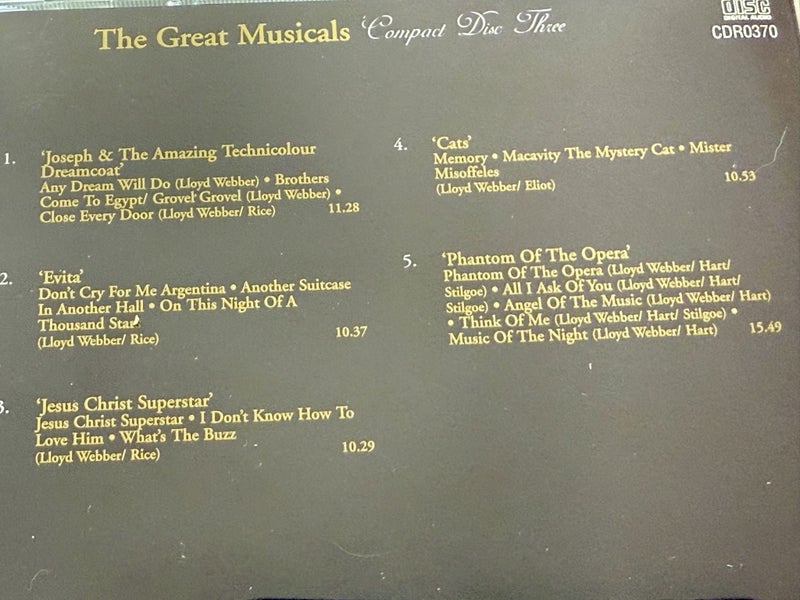 The Great Musicals 'Compact Disc Three
DISC
DIGITAL AUDIO
CDR0370
1.
'Joseph & The Amazing Technicolour
Dreamcoat'
Any Dream Will Do (Lloyd Webber) • Brothers
Come To Egypt/ Grovel Grovel (Lloyd Webber) •
Close Every Door (Lloyd Webber/ Rice) 11.28
2.
'Evita'
Don't Cry For Me Argentina • Another Suitcase
In Another Hall • On This Night Of A
Thousand Stars
(Lloyd Webber/ Rice) 10.37
3.
'Jesus Christ Superstar'
Jesus Christ Superstar • I Don't Know How To
Love Him • What's The Buzz
(Lloyd Webber/ Rice) 10.29
4.
'Cats'
Memory • Macavity The Mystery Cat • Mister
Misoffeles
(Lloyd Webber/ Eliot) 10.53
5.
'Phantom Of The Opera'
Phantom Of The Opera (Lloyd Webber/ Hart/
Stilgoe) • All I Ask Of You (Lloyd Webber/ Hart/
Stilgoe) • Angel Of The Music (Lloyd Webber/ Hart)
• Think Of Me (Lloyd Webber/ Hart/ Stilgoe) •
Music Of The Night (Lloyd Webber/ Hart) 15.49